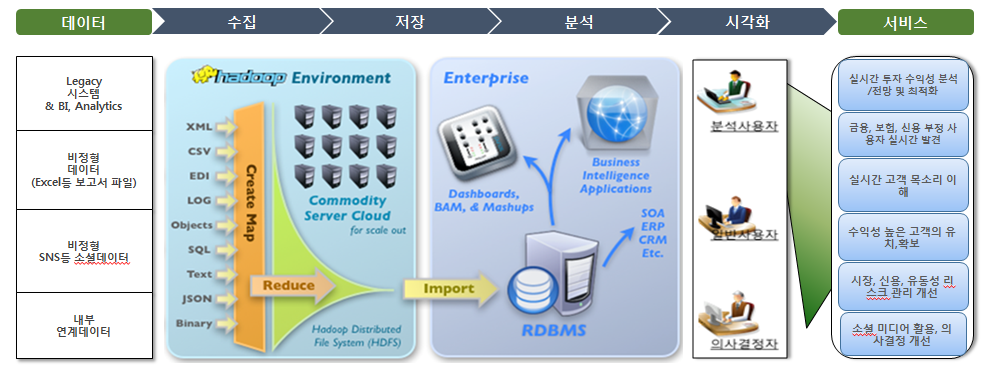 데이터
수집
저장
분석
시각화
서비스
Legacy
시스템
& BI, Analytics
비정형
데이터
(Excel등 보고서 파일)
비정형
SNS등 소셜데이터
내부
연계데이터
hadoop Environment
XML
CSV
EDI
LOG
Objects
SQL
Text
JSON
Binary
Create Map
Commodity
Server Cloud
for scale out
Reduce
Hadoop Distributed
File System (HDFS)
Import
Enterprise
Dashboards,
BAM, & Mashups
Business
Intelligence
Applications
SOA
ERP
CRM
Etc.
RDBMS
분석사용자
일반사용자
의사결정자
실시간 투자 수익성 분석
/전망 및 최적화
금융, 보험, 신용 부정 사
용자 실시간 발견
실시간 고객 목소리 이
해
수익성 높은 고객의 유
치,확보
시장, 신용, 유동성 리
스크 관리 개선
소셜 미디어 활용, 의
사결정 개선